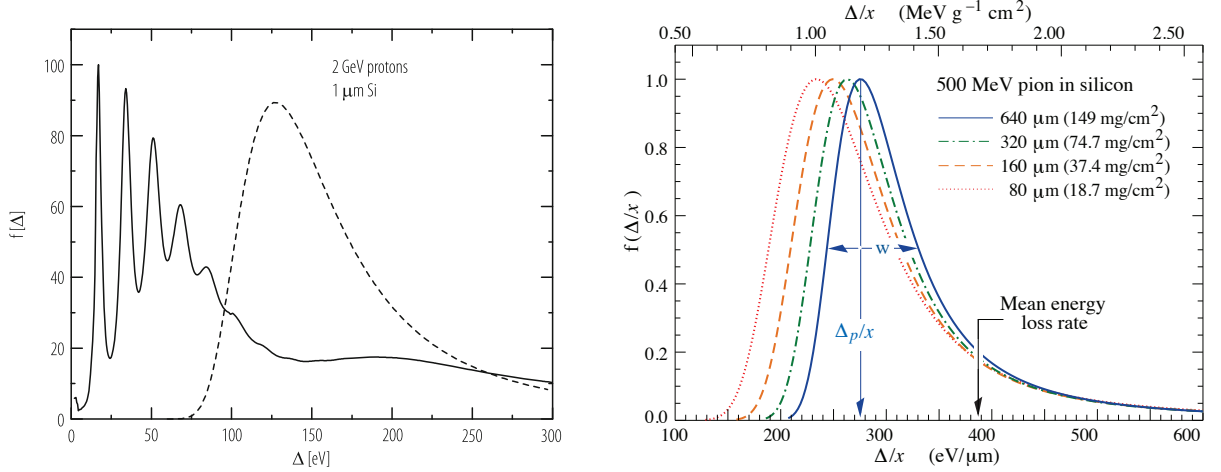 2 GeV protons
1 μm Si
f [Δ]
100
80
60
40
20
0
0 50 100 150 200 250 300
Δ [eV]
Δ/x (MeV g⁻¹ cm²)
0.50 1.00 1.50 2.00 2.50
500 MeV pion in silicon
640 μm (149 mg/cm²)
320 μm (74.7 mg/cm²)
160 μm (37.4 mg/cm²)
80 μm (18.7 mg/cm²)
f (Δ/x)
1.0
0.8
0.6
0.4
0.2
0.0
w
Δp/x
Mean energy
loss rate
100 200 300 400 500 600
Δ/x (eV/μm)